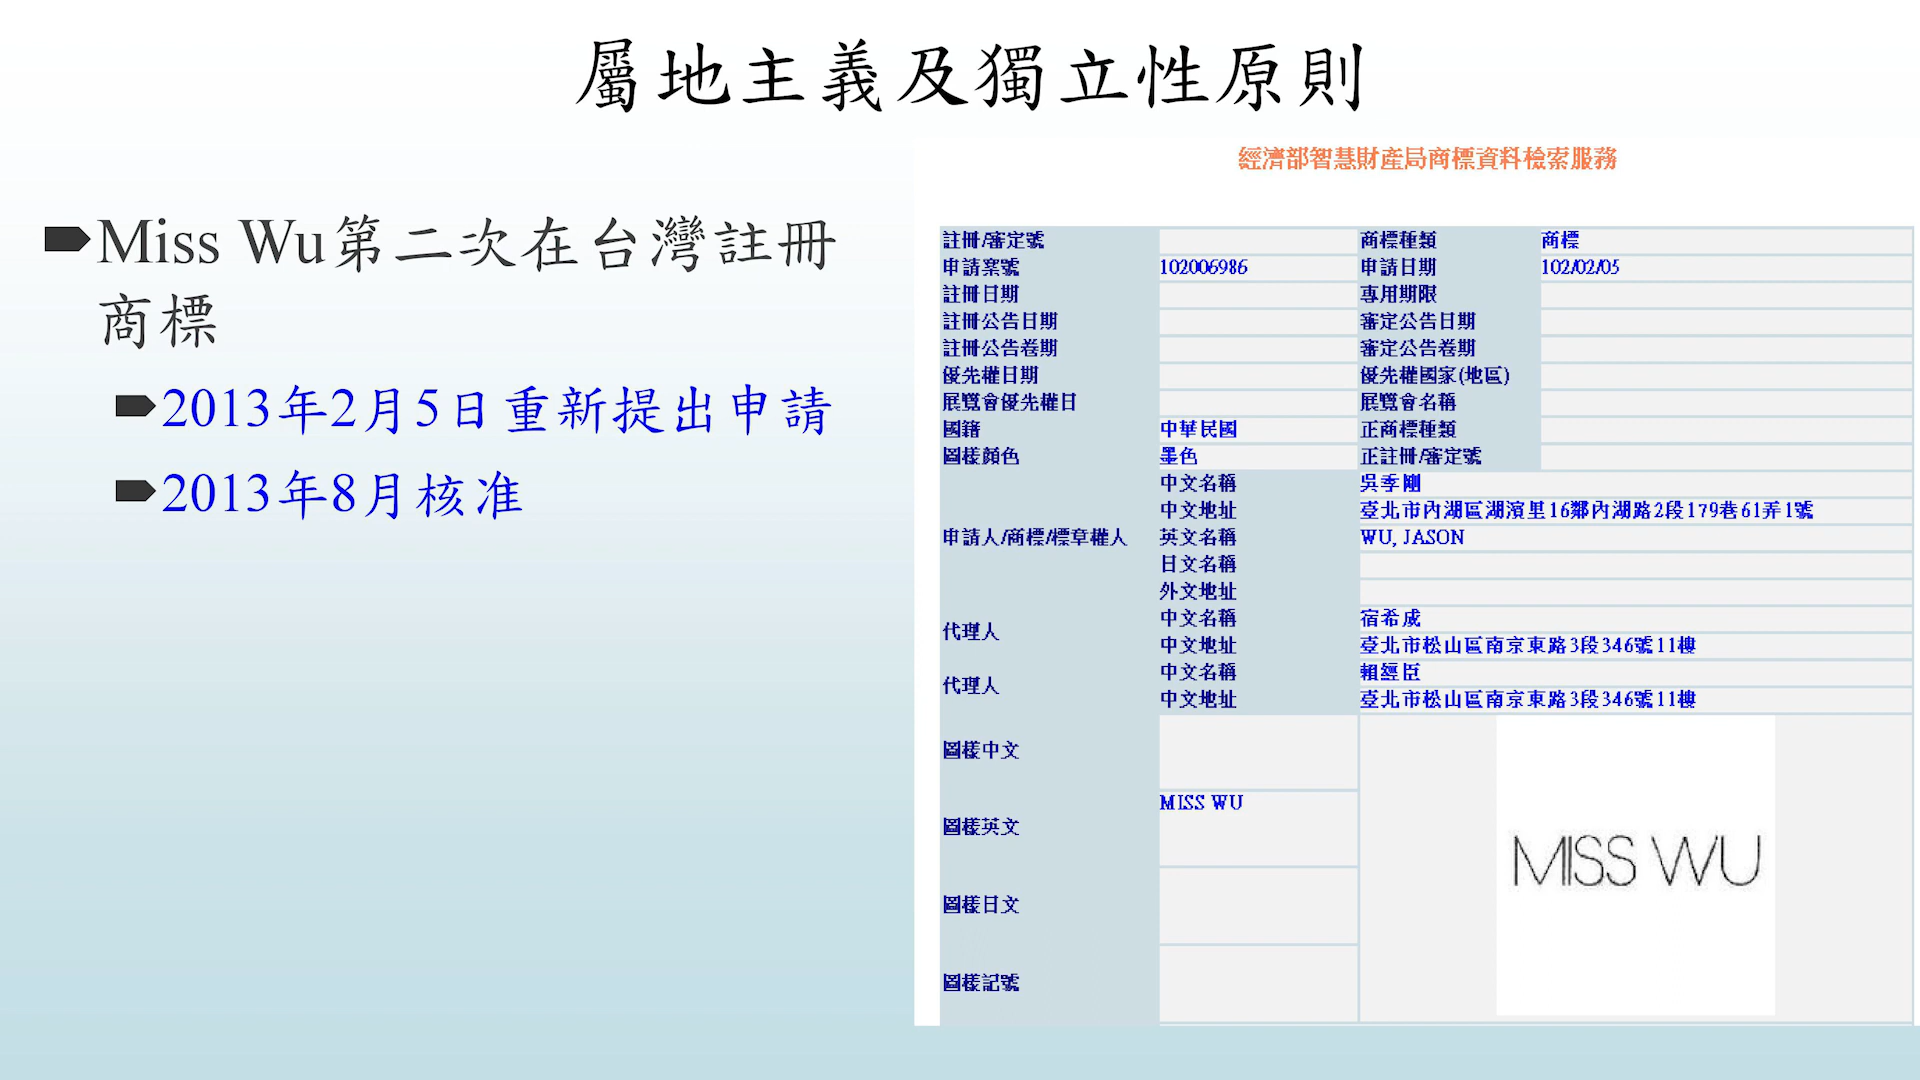 屬地主義及獨立性原則
Miss Wu第二次在台灣註冊
商標
2013年2月5日重新提出申請
2013年8月核准
經濟部智慧財產局商標資料檢索服務
註冊/審定號 商標種類 商標
申請案號 102006986 申請日期 102/02/05
註冊日期 專用期限
註冊公告日期 審定公告日期
註冊公告卷期 審定公告卷期
優先權日期 優先權國家(地區)
展覽會優先權日 展覽會名稱
國籍 中華民國 正商標種類
圖樣顏色 墨色 正註冊/審定號
申請人/商標/標章權人
中文名稱 吳季剛
中文地址 臺北市內湖區湖濱里16鄰內湖路2段179巷61弄1號
英文名稱 WU, JASON
日文名稱
外文地址
代理人
中文名稱 宿希成
中文地址 臺北市松山區南京東路3段346號11樓
代理人
中文名稱 賴經臣
中文地址 臺北市松山區南京東路3段346號11樓
圖樣中文
圖樣英文 MISS WU
圖樣日文
圖樣記號
MISS WU